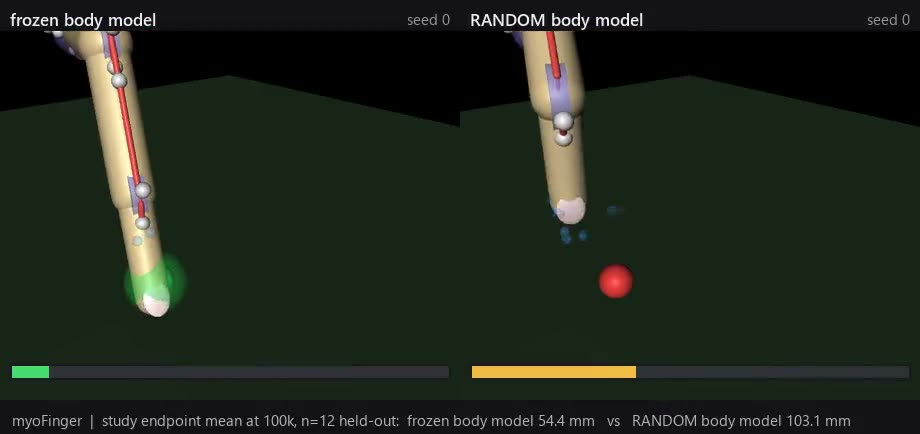 frozen body model seed 0
RANDOM body model seed 0
myoFinger | study endpoint mean at 100k, n=12 held-out: frozen body model 54.4 mm vs RANDOM body model 103.1 mm